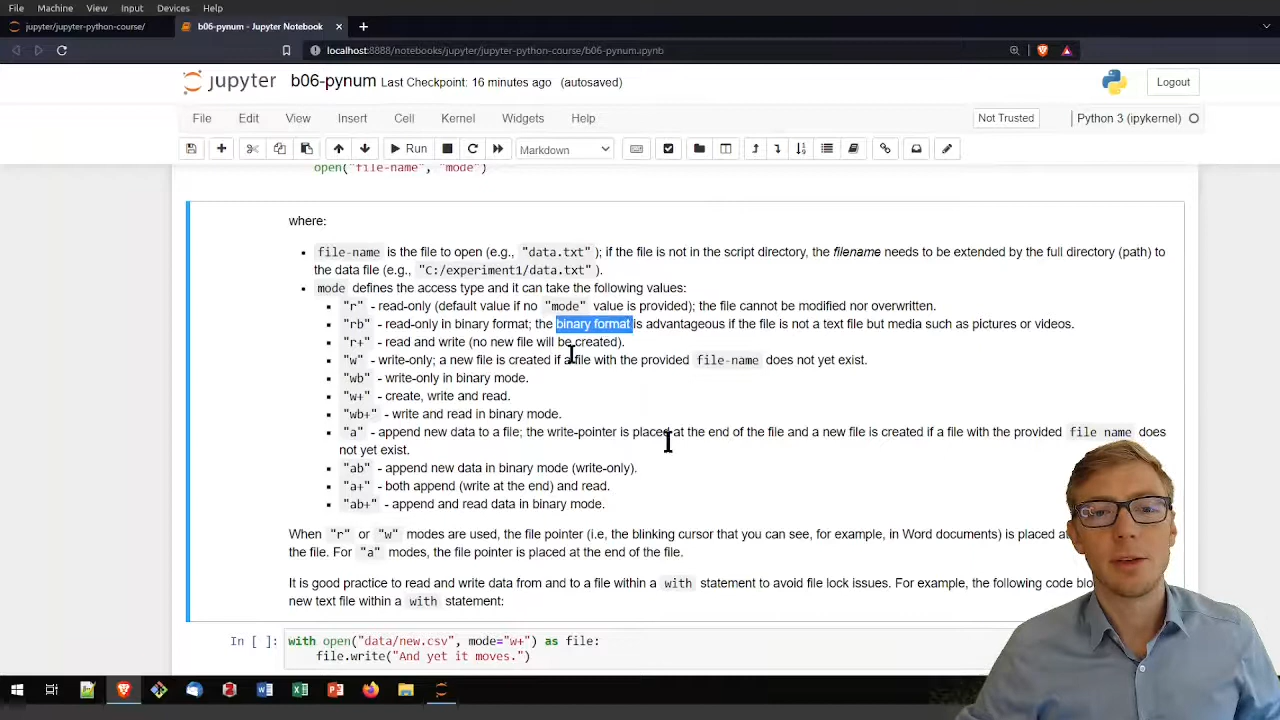 File Machine View Input Devices Help
jupyter/jupyter-python-course/ b06-pynum - Jupyter Notebook
localhost:8888/notebooks/jupyter/jupyter-python-course/b06-pynum.ipynb
jupyter b06-pynum Last Checkpoint: 16 minutes ago (autosaved) Logout
File Edit View Insert Cell Kernel Widgets Help Not Trusted Python 3 (ipykernel)
Run Markdown
open("file-name", "mode")
where:
file-name is the file to open (e.g., "data.txt"); if the file is not in the script directory, the filename needs to be extended by the full directory (path) to
the data file (e.g., "C:/experiment1/data.txt").
mode defines the access type and it can take the following values:
"r" - read-only (default value if no "mode" value is provided); the file cannot be modified nor overwritten.
"rb" - read-only in binary format; the binary format is advantageous if the file is not a text file but media such as pictures or videos.
"r+" - read and write (no new file will be created).
"w" - write-only; a new file is created if a file with the provided file-name does not yet exist.
"wb" - write-only in binary mode.
"w+" - create, write and read.
"wb+" - write and read in binary mode.
"a" - append new data to a file; the write-pointer is placed at the end of the file and a new file is created if a file with the provided file name does
not yet exist.
"ab" - append new data in binary mode (write-only).
"a+" - both append (write at the end) and read.
"ab+" - append and read data in binary mode.
When "r" or "w" modes are used, the file pointer (i.e, the blinking cursor that you can see, for example, in Word documents) is placed
the file. For "a" modes, the file pointer is placed at the end of the file.
It is good practice to read and write data from and to a file within a with statement to avoid file lock issues. For example, the following code
new text file within a with statement:
In [ ]: with open("data/new.csv", mode="w+") as file:
file.write("And yet it moves.")